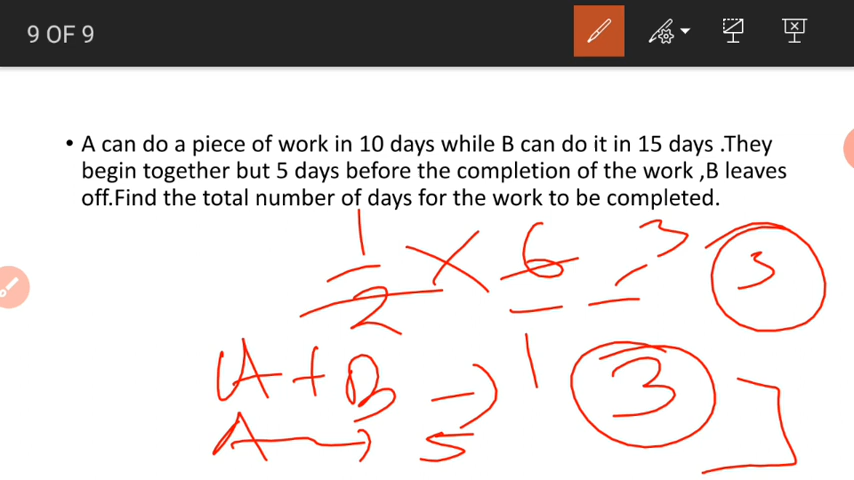 9 OF 9
• A can do a piece of work in 10 days while B can do it in 15 days .They
begin together but 5 days before the completion of the work ,B leaves
off.Find the total number of days for the work to be completed.
1/2 × 6/1 = 3 3
A + B => 3
A → 5